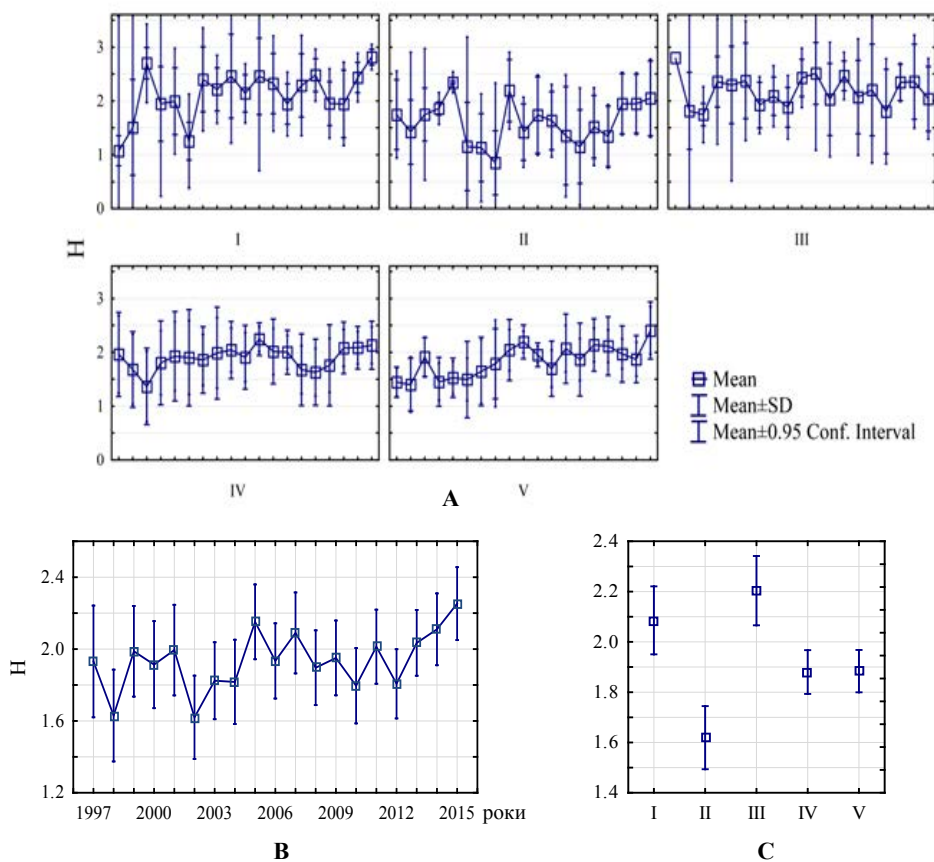 3
2
1
0
I
II
III
H
3
2
1
0
IV
V
Mean
Mean±SD
Mean±0.95 Conf. Interval
A
2.4
2.0
1.6
1.2
H
1997 2000 2003 2006 2009 2012 2015 роки
B
2.4
2.2
2.0
1.8
1.6
1.4
I II III IV V
C